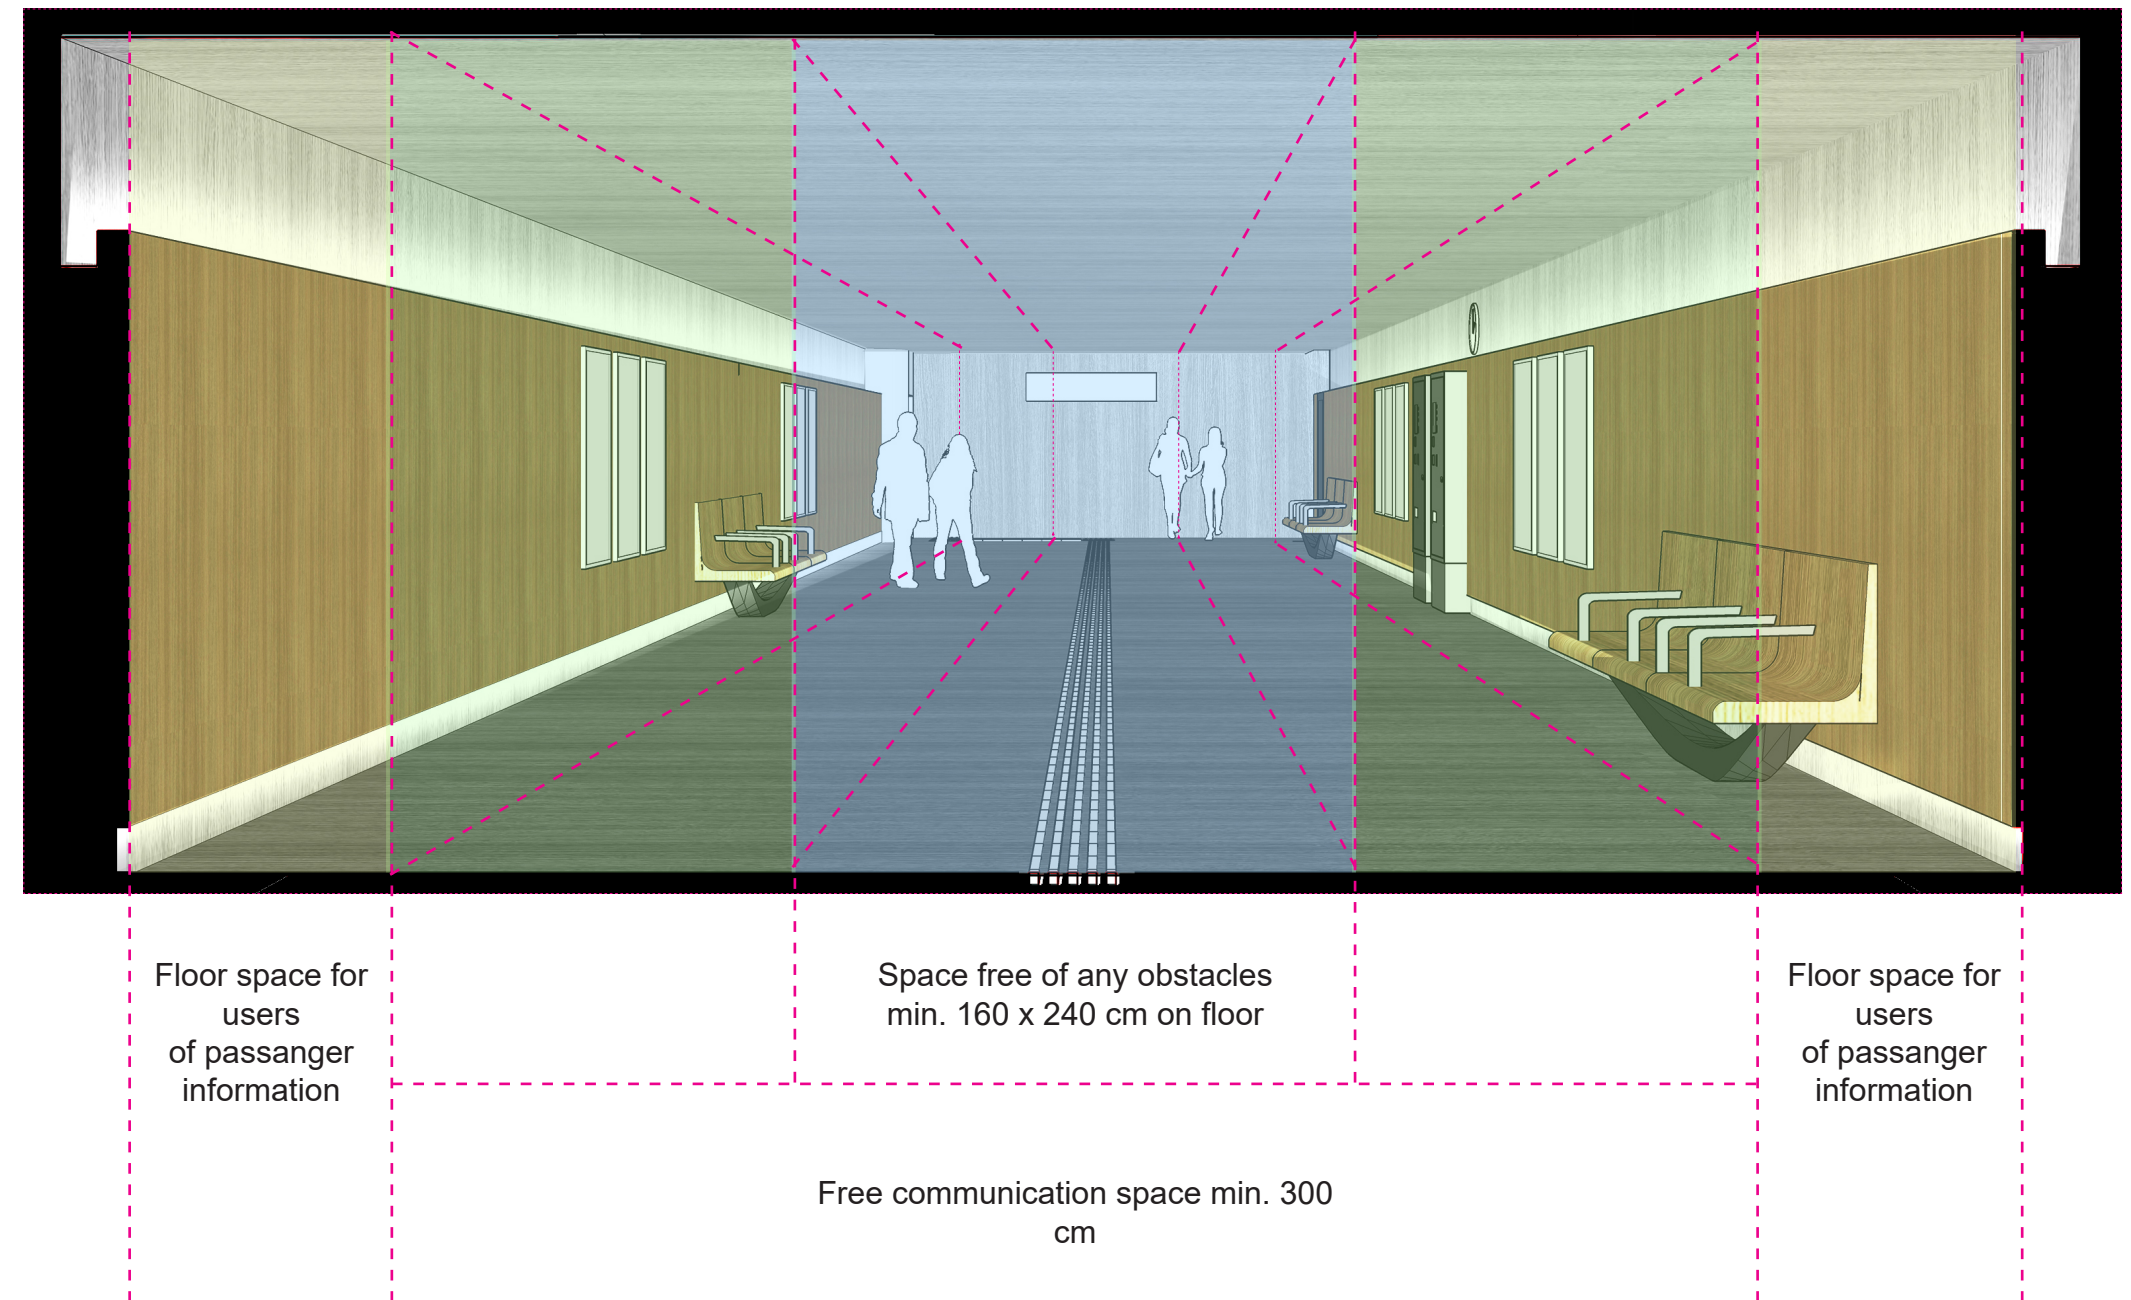 Floor space for
users
of passanger
information
Space free of any obstacles
min. 160 x 240 cm on floor
Floor space for
users
of passanger
information
Free communication space min. 300
cm